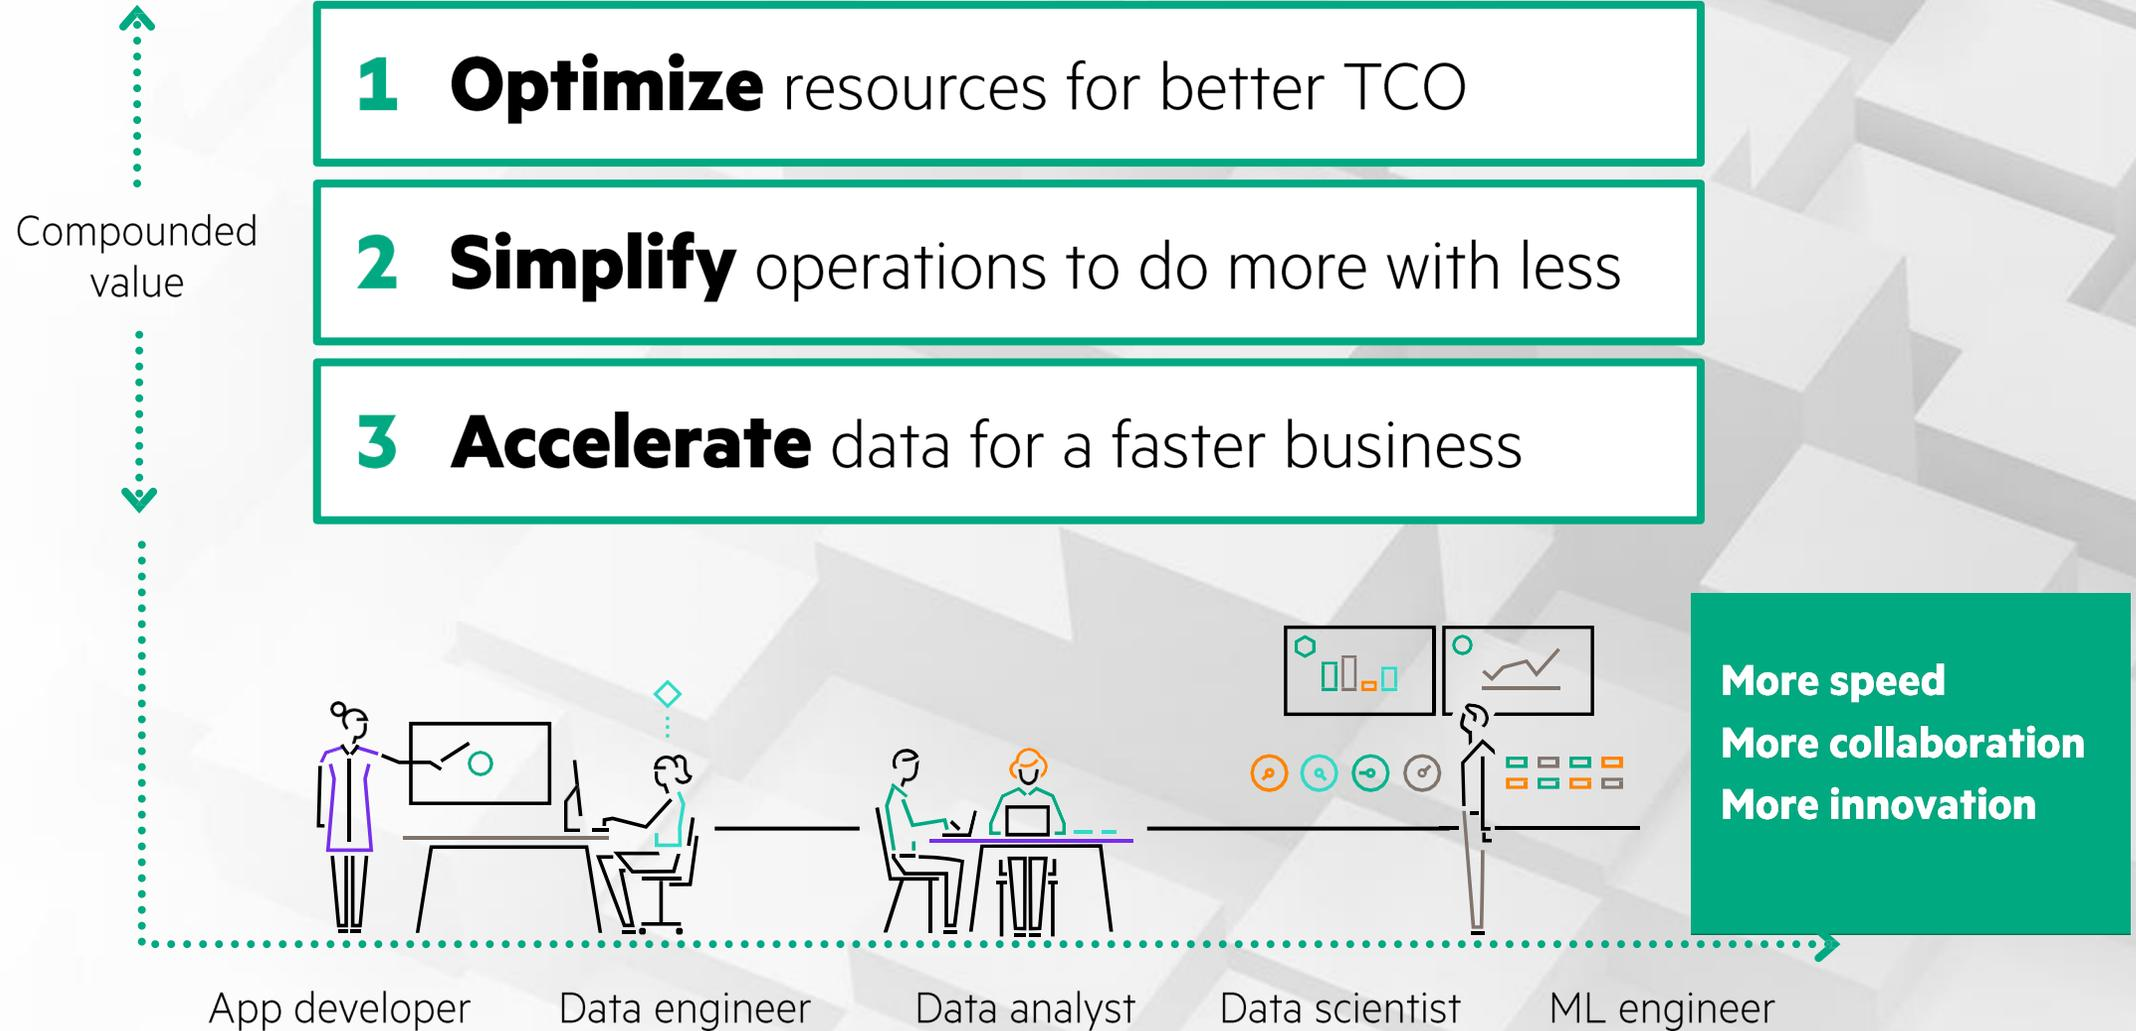 1 Optimize resources for better TCO
Compounded
value
2 Simplify operations to do more with less
3 Accelerate data for a faster business
More speed
More collaboration
More innovation
App developer
Data engineer
Data analyst
Data scientist
ML engineer